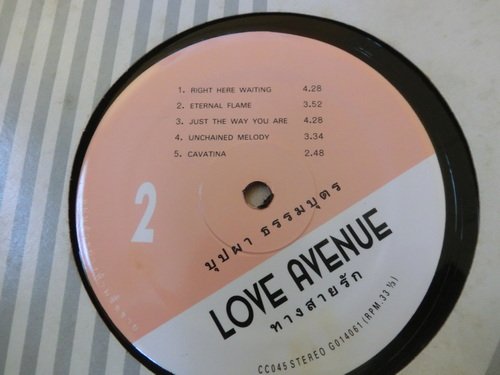 1. RIGHT HERE WAITING 4.28
2. ETERNAL FLAME 3.52
3. JUST THE WAY YOU ARE 4.28
4. UNCHAINED MELODY 3.34
5. CAVATINA 2.48
2
บุปผา ธรรมบุตร
LOVE AVENUE
ทางสายรัก
CC045 STEREO G014061 (RPM.33 ⅓)